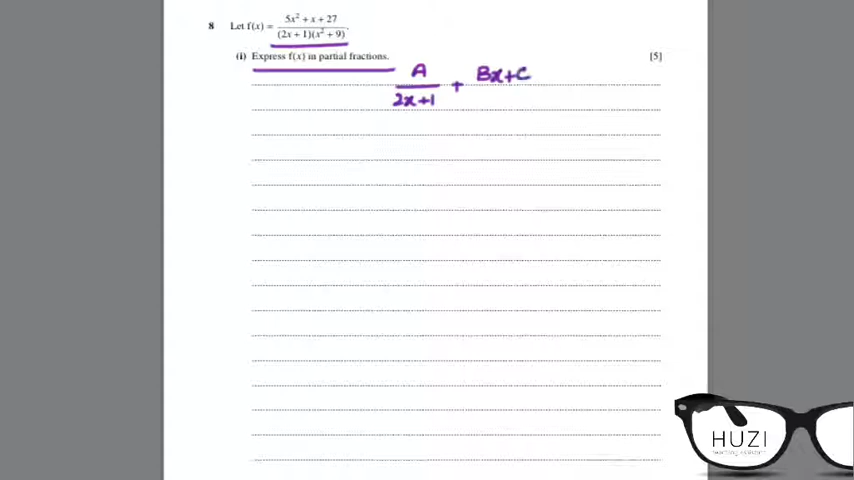 8 Let f(x) = (5x² + x + 27) / ((2x + 1)(x² + 9)).
(i) Express f(x) in partial fractions. [5]
A / (2x+1) + Bx+C
HUZI